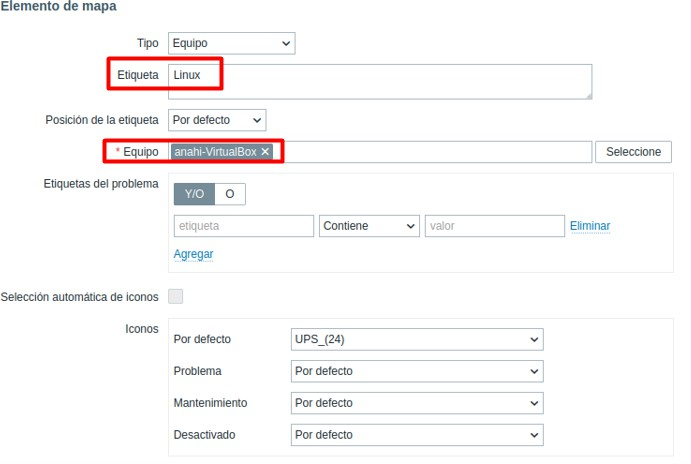 Elemento de mapa
Tipo Equipo
Etiqueta Linux
Posición de la etiqueta Por defecto
* Equipo anahi-VirtualBox ✕ Seleccione
Etiquetas del problema Y/O O
etiqueta Contiene valor Eliminar
Agregar
Selección automática de iconos
Iconos
Por defecto UPS_(24)
Problema Por defecto
Mantenimiento Por defecto
Desactivado Por defecto